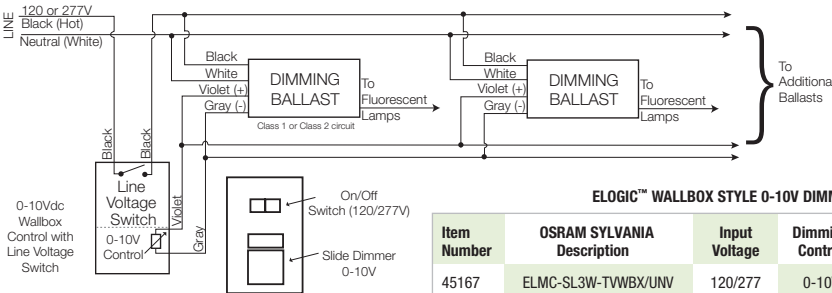 LINE
120 or 277V
Black (Hot)
Neutral (White)
Black
White
Violet (+)
Gray (-)
DIMMING
BALLAST
Class 1 or Class 2 circuit
To
Fluorescent
Lamps
Black
White
Violet (+)
Gray (-)
DIMMING
BALLAST
To
Fluorescent
Lamps
To
Additiona
Ballasts
Black
Black
0-10Vdc
Wallbox
Control with
Line Voltage
Switch
Line
Voltage
Switch
0-10V
Control
Violet
Gray
On/Off
Switch (120/277V)
Slide Dimmer
0-10V
ELOGIC™ WALLBOX STYLE 0-10V DIMM
Item
Number
OSRAM SYLVANIA
Description
Input
Voltage
Dimmi
Contr
45167
ELMC-SL3W-TVWBX/UNV
120/277
0-10